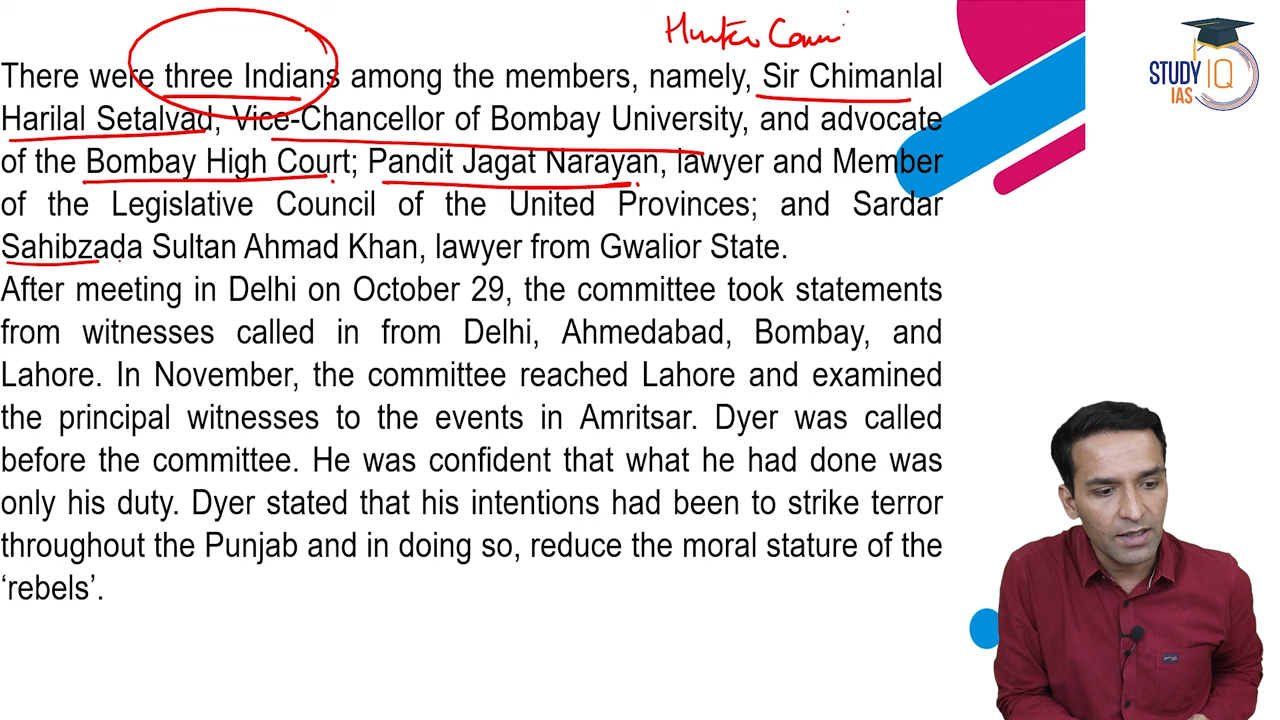 Hunter Comm
There were three Indians among the members, namely, Sir Chimanlal
Harilal Setalvad, Vice-Chancellor of Bombay University, and advocate
of the Bombay High Court; Pandit Jagat Narayan, lawyer and Member
of the Legislative Council of the United Provinces; and Sardar
Sahibzada Sultan Ahmad Khan, lawyer from Gwalior State.
After meeting in Delhi on October 29, the committee took statements
from witnesses called in from Delhi, Ahmedabad, Bombay, and
Lahore. In November, the committee reached Lahore and examined
the principal witnesses to the events in Amritsar. Dyer was called
before the committee. He was confident that what he had done was
only his duty. Dyer stated that his intentions had been to strike terror
throughout the Punjab and in doing so, reduce the moral stature of the
‘rebels’.
STUDY IQ
IAS